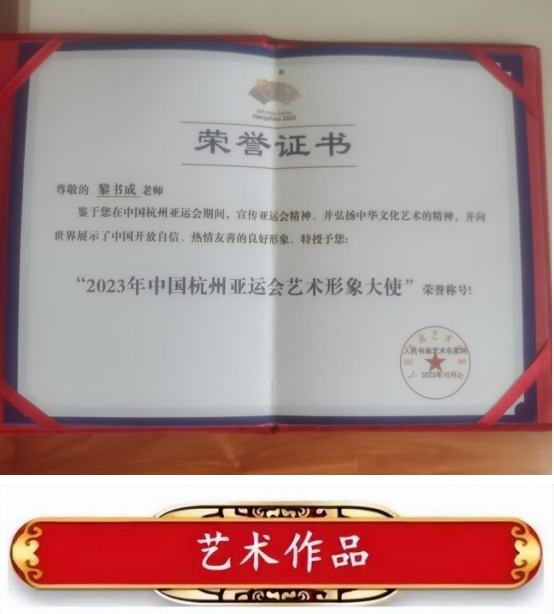 Hangzhou 2022
荣誉证书
尊敬的 黎书成 老师
鉴于您在中国杭州亚运会期间，宣传亚运会精神、并弘扬中华文化艺术的精神，并向
世界展示了中国开放自信、热情友善的良好形象、特授予您：
“2023年中国杭州亚运会艺术形象大使” 荣誉称号！
人民书画艺术名家网
2023年10月
艺术作品